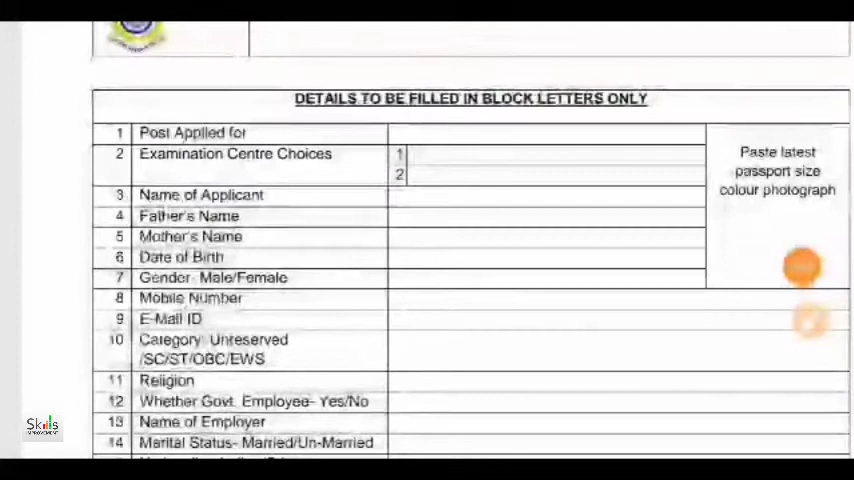 DETAILS TO BE FILLED IN BLOCK LETTERS ONLY
1 Post Applied for
2 Examination Centre Choices 1
2
Paste latest
passport size
colour photograph
3 Name of Applicant
4 Father's Name
5 Mother's Name
6 Date of Birth
7 Gender- Male/Female
8 Mobile Number
9 E-Mail ID
10 Category- Unreserved
/SC/ST/OBC/EWS
11 Religion
12 Whether Govt. Employee- Yes/No
13 Name of Employer
14 Marital Status- Married/Un-Married
Skills
IMPROVEMENT